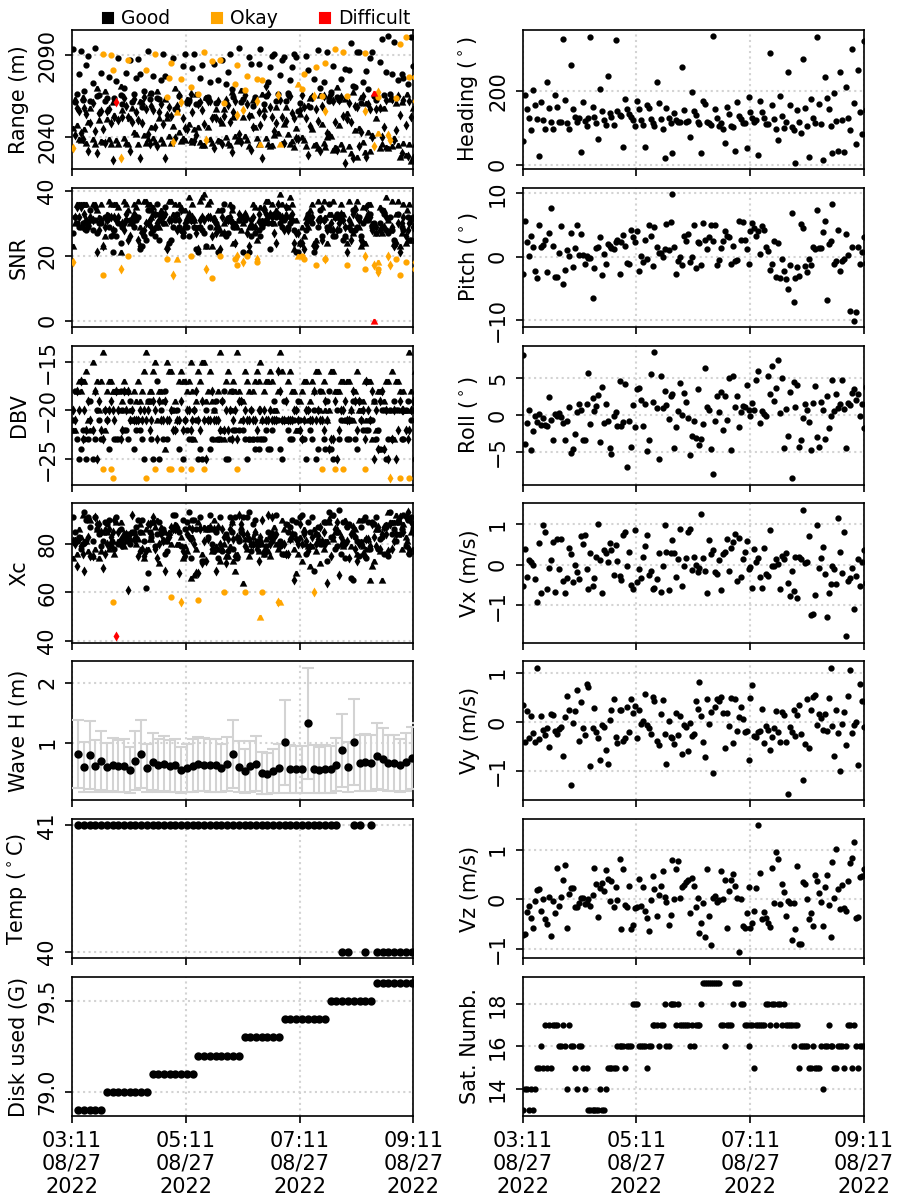 Good Okay Difficult
Range (m)
2090
2040
Heading (°)
200
0
SNR
40
20
0
Pitch (°)
10
0
−10
DBV
−15
−20
−25
Roll (°)
5
0
−5
Xc
80
60
40
Vx (m/s)
1
0
−1
Wave H (m)
2
1
Vy (m/s)
1
0
−1
Temp (°C)
41
40
Vz (m/s)
1
0
−1
Disk used (G)
79.5
79.0
Sat. Numb.
18
16
14
03:11 05:11 07:11 09:11 03:11 05:11 07:11 09:11
08/27 08/27 08/27 08/27 08/27 08/27 08/27 08/27
2022 2022 2022 2022 2022 2022 2022 2022